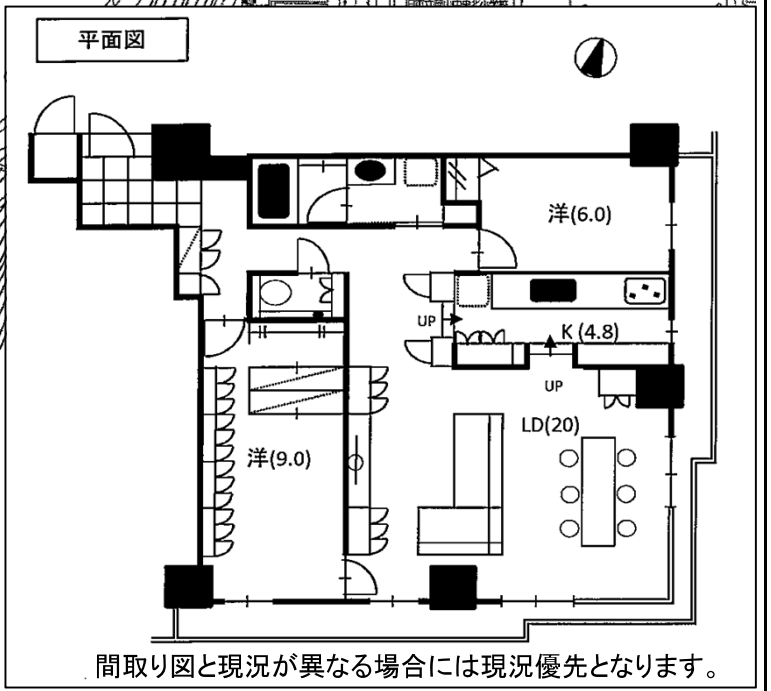 平面図
洋(6.0)
UP
K (4.8)
UP
LD(20)
洋(9.0)
間取り図と現況が異なる場合には現況優先となります。